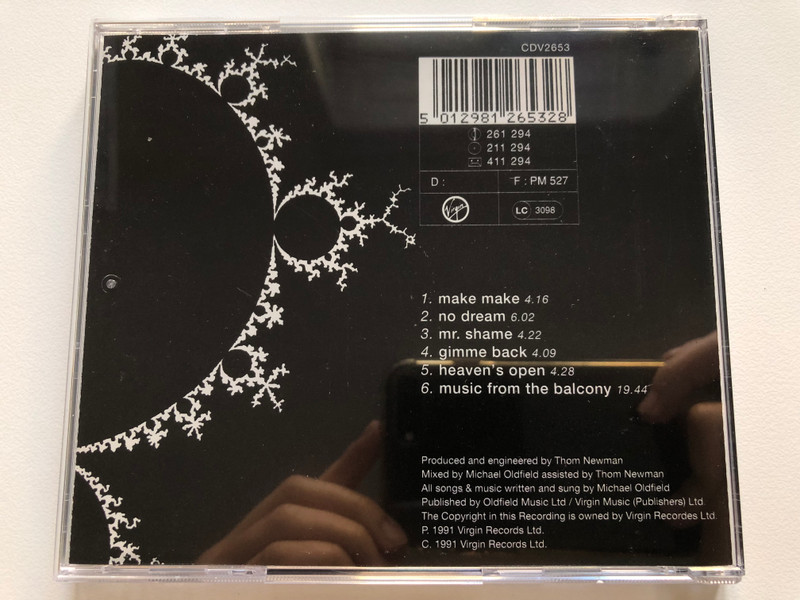 CDV2653
5 012981 265328
261 294
211 294
411 294
D : F : PM 527
Virgin LC 3098
1. make make 4.16
2. no dream 6.02
3. mr. shame 4.22
4. gimme back 4.09
5. heaven's open 4.28
6. music from the balcony 19.44
Produced and engineered by Thom Newman
Mixed by Michael Oldfield assisted by Thom Newman
All songs & music written and sung by Michael Oldfield
Published by Oldfield Music Ltd / Virgin Music (Publishers) Ltd.
The Copyright in this Recording is owned by Virgin Recordes Ltd.
P. 1991 Virgin Records Ltd.
C. 1991 Virgin Records Ltd.